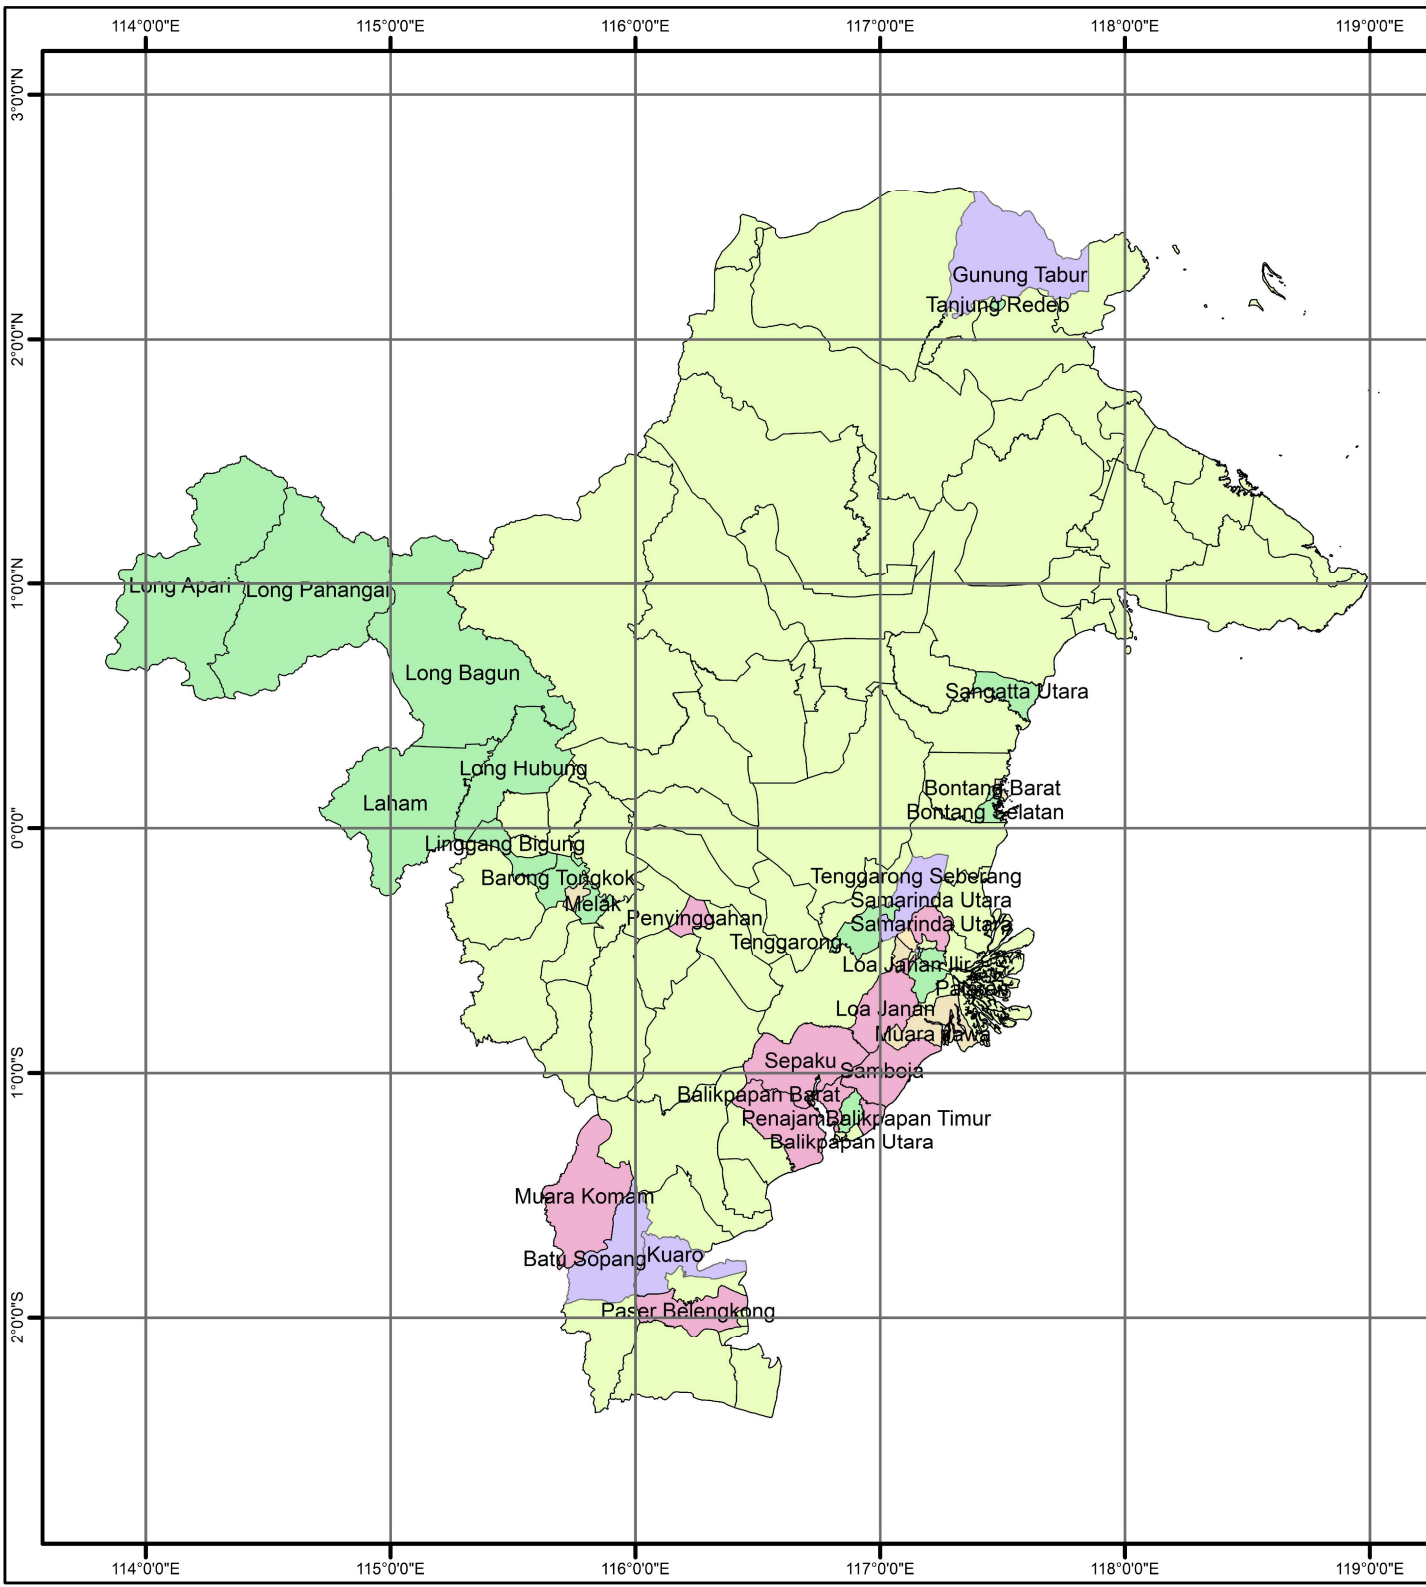 114°0'0"E 115°0'0"E 116°0'0"E 117°0'0"E 118°0'0"E 119°0'0"E
3°0'0"N
2°0'0"N
1°0'0"N
0°0'0"
1°0'0"S
2°0'0"S
Gunung Tabur
Tanjung Redeb
Long Apari
Long Pahangai
Long Bagun
Sangatta Utara
Long Hubung
Bontang Barat
Laham
Bontang Selatan
Linggang Bigung
Barong Tongkok
Tenggarong Seberang
Melak
Samarinda Utara
Penyinggahan
Samarinda Utara
Tenggarong
Loa Janan Ilir
Palaran
Loa Janan
Muara Jawa
Sepaku
Samboja
Balikpapan Barat
Penajam
Balikpapan Timur
Balikpapan Utara
Muara Komam
Batu Sopang
Kuaro
Paser Belengkong
114°0'0"E 115°0'0"E 116°0'0"E 117°0'0"E 118°0'0"E 119°0'0"E